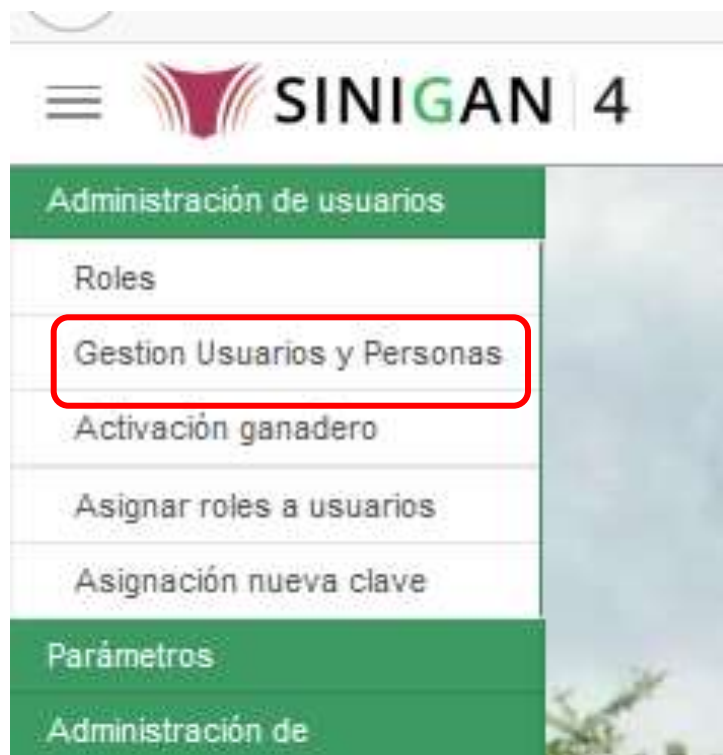 SINIGAN 4
Administración de usuarios
Roles
Gestion Usuarios y Personas
Activación ganadero
Asignar roles a usuarios
Asignación nueva clave
Parámetros
Administración de